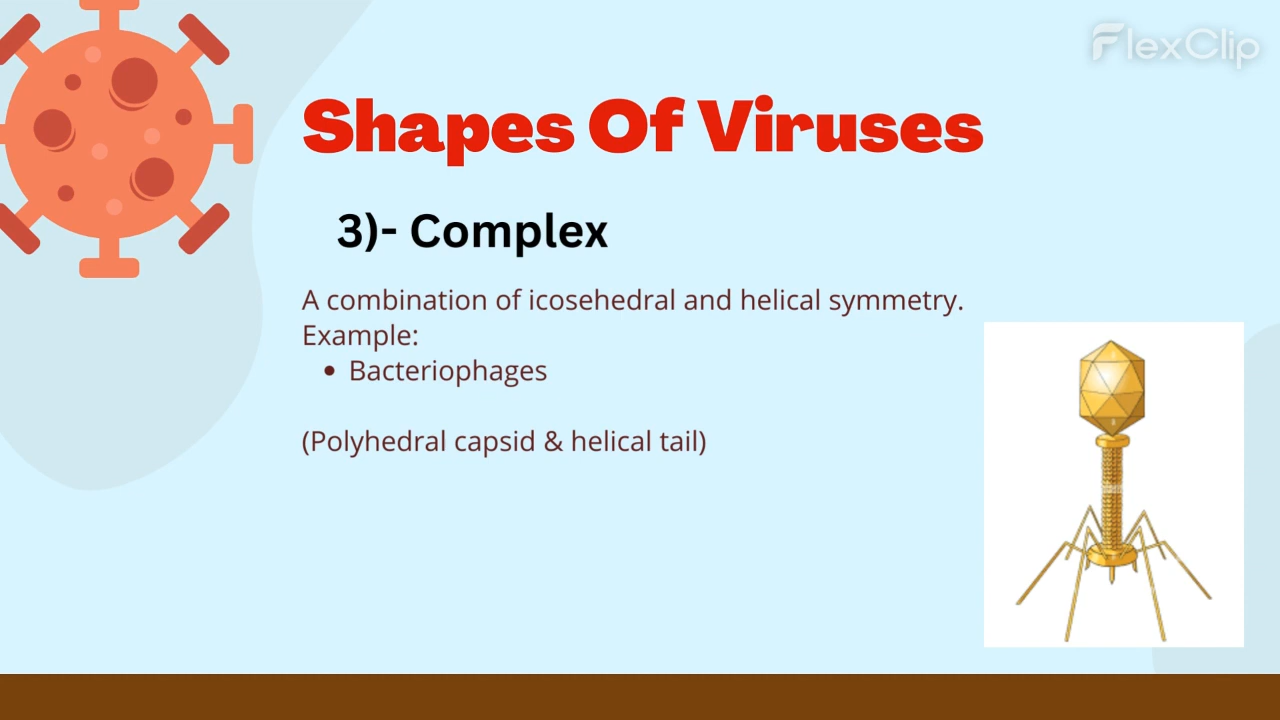 FlexClip
Shapes Of Viruses
3)- Complex
A combination of icosehedral and helical symmetry.
Example:
• Bacteriophages
(Polyhedral capsid & helical tail)